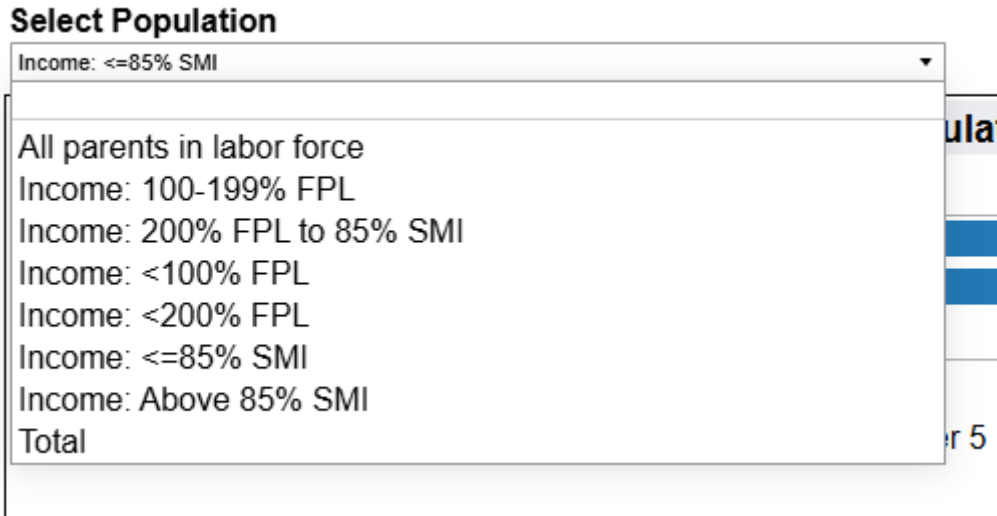 Select Population
Income: <=85% SMI
All parents in labor force
Income: 100-199% FPL
Income: 200% FPL to 85% SMI
Income: <100% FPL
Income: <200% FPL
Income: <=85% SMI
Income: Above 85% SMI
Total
5